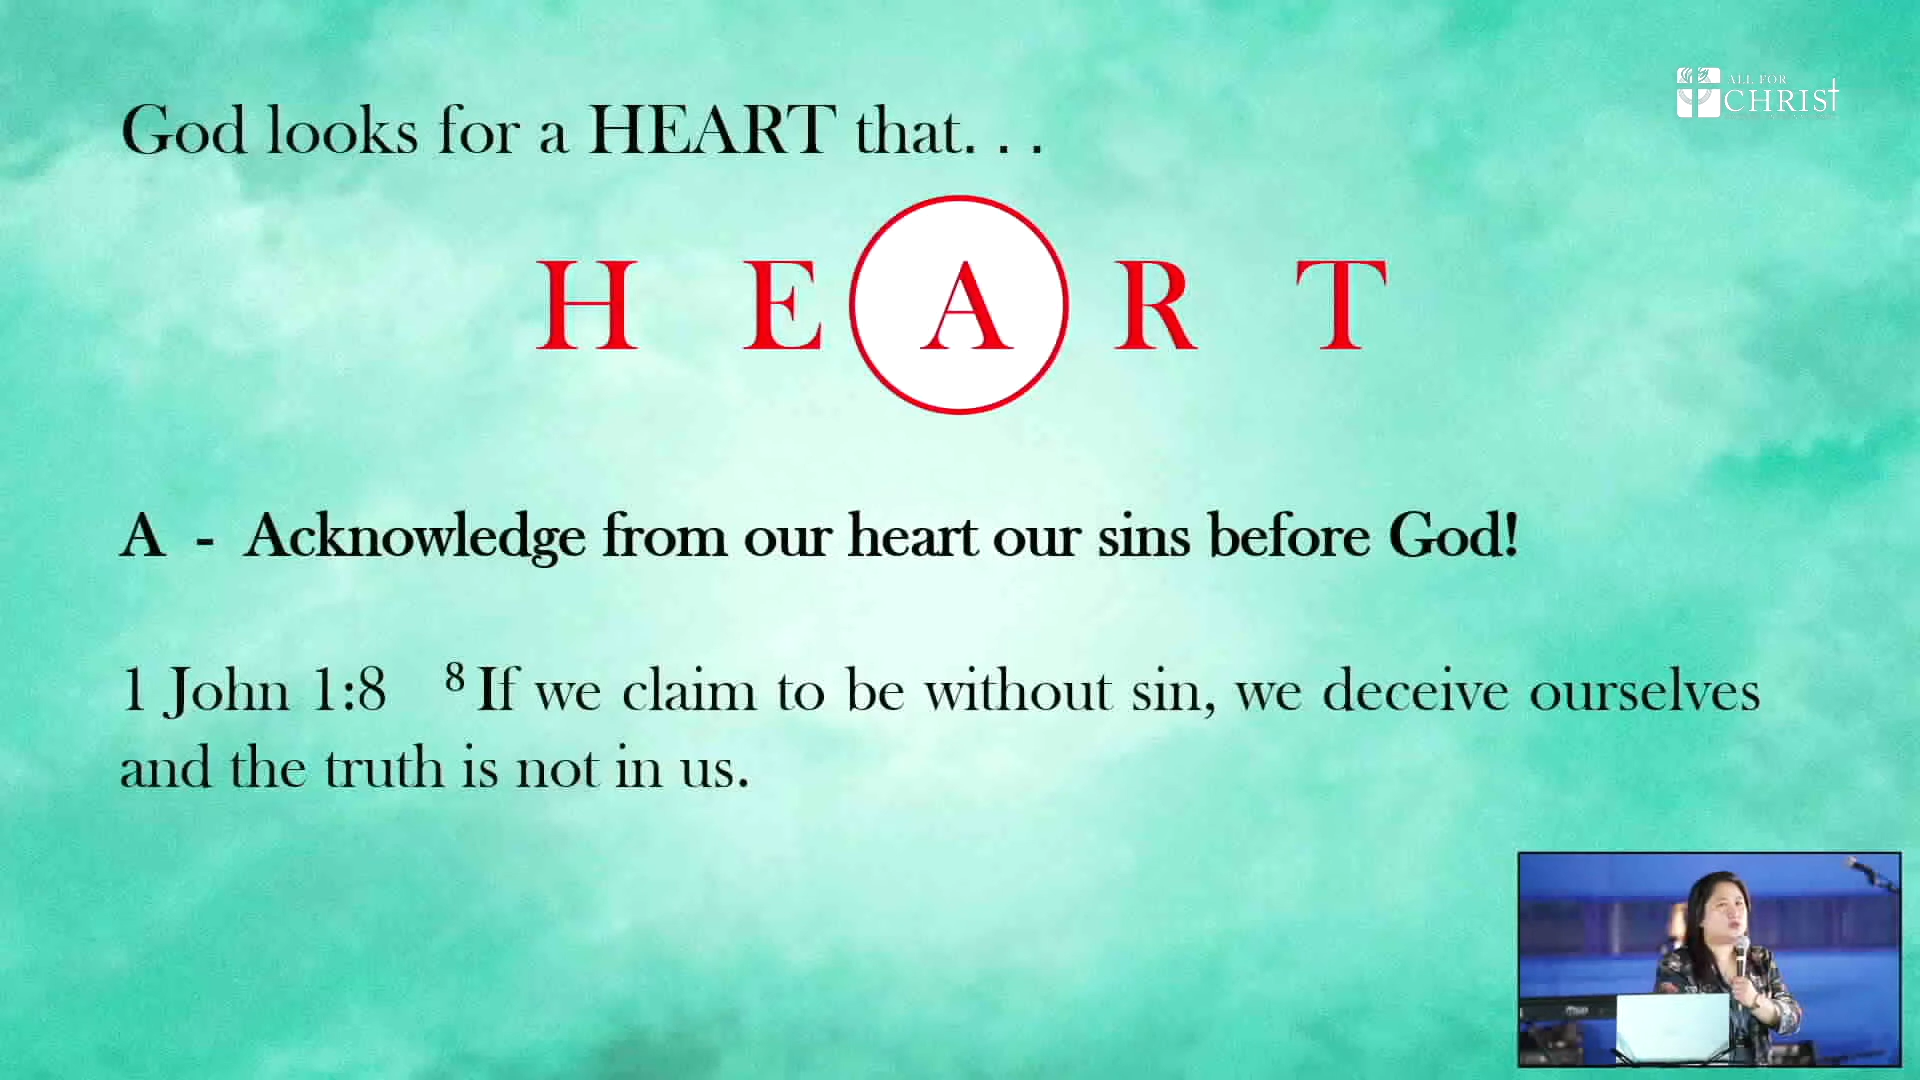 ALL FOR
CHRIST
God looks for a HEART that. . .
H E A R T
A - Acknowledge from our heart our sins before God!
1 John 1:8 ⁸ If we claim to be without sin, we deceive ourselves
and the truth is not in us.